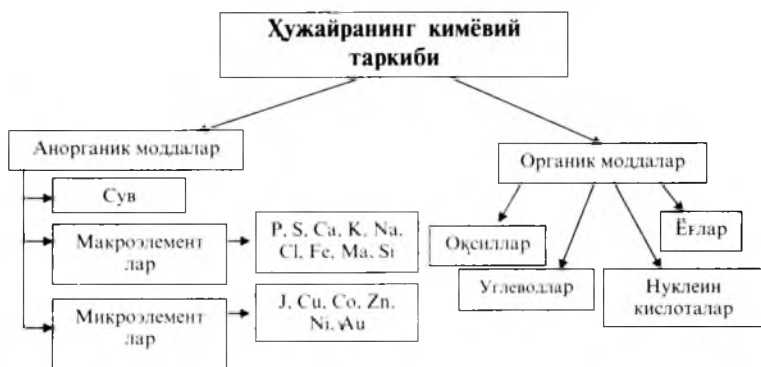 Ҳужайранинг кимёвий
таркиби
Анорганик моддалар
Органик моддалар
Сув
Макроэлемент
лар
P, S, Ca, K, Na,
Cl, Fe, Ma, Si
Микроэлемент
лар
J, Cu, Co, Zn,
Ni, Au
Оқсиллар
Ёғлар
Углеводлар
Нуклеин
кислоталар